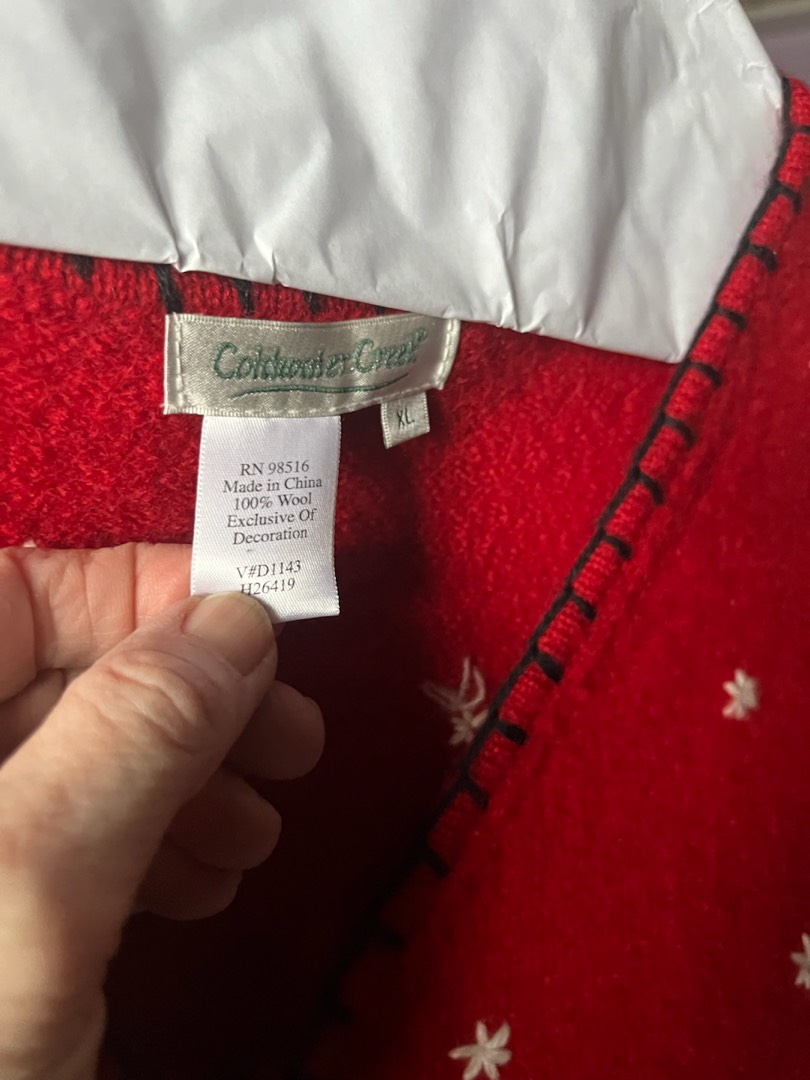 Coldwater Creek®
XL
RN 98516
Made in China
100% Wool
Exclusive Of
Decoration
V#D1143
H26419